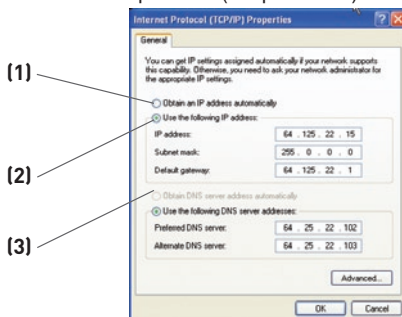 Internet Protocol (TCP/IP) Properties
General
You can get IP settings assigned automatically if your network supports
this capability. Otherwise, you need to ask your network administrator for
the appropriate IP settings.
(1)
Obtain an IP address automatically
Use the following IP address:
IP address: 64 . 125 . 22 . 15
(2)
Subnet mask: 255 . 0 . 0 . 0
Default gateway: 64 . 125 . 22 . 1
Obtain DNS server address automatically
Use the following DNS server addresses:
(3)
Preferred DNS server: 64 . 25 . 22 . 102
Alternate DNS server: 64 . 25 . 22 . 103
Advanced...
OK Cancel